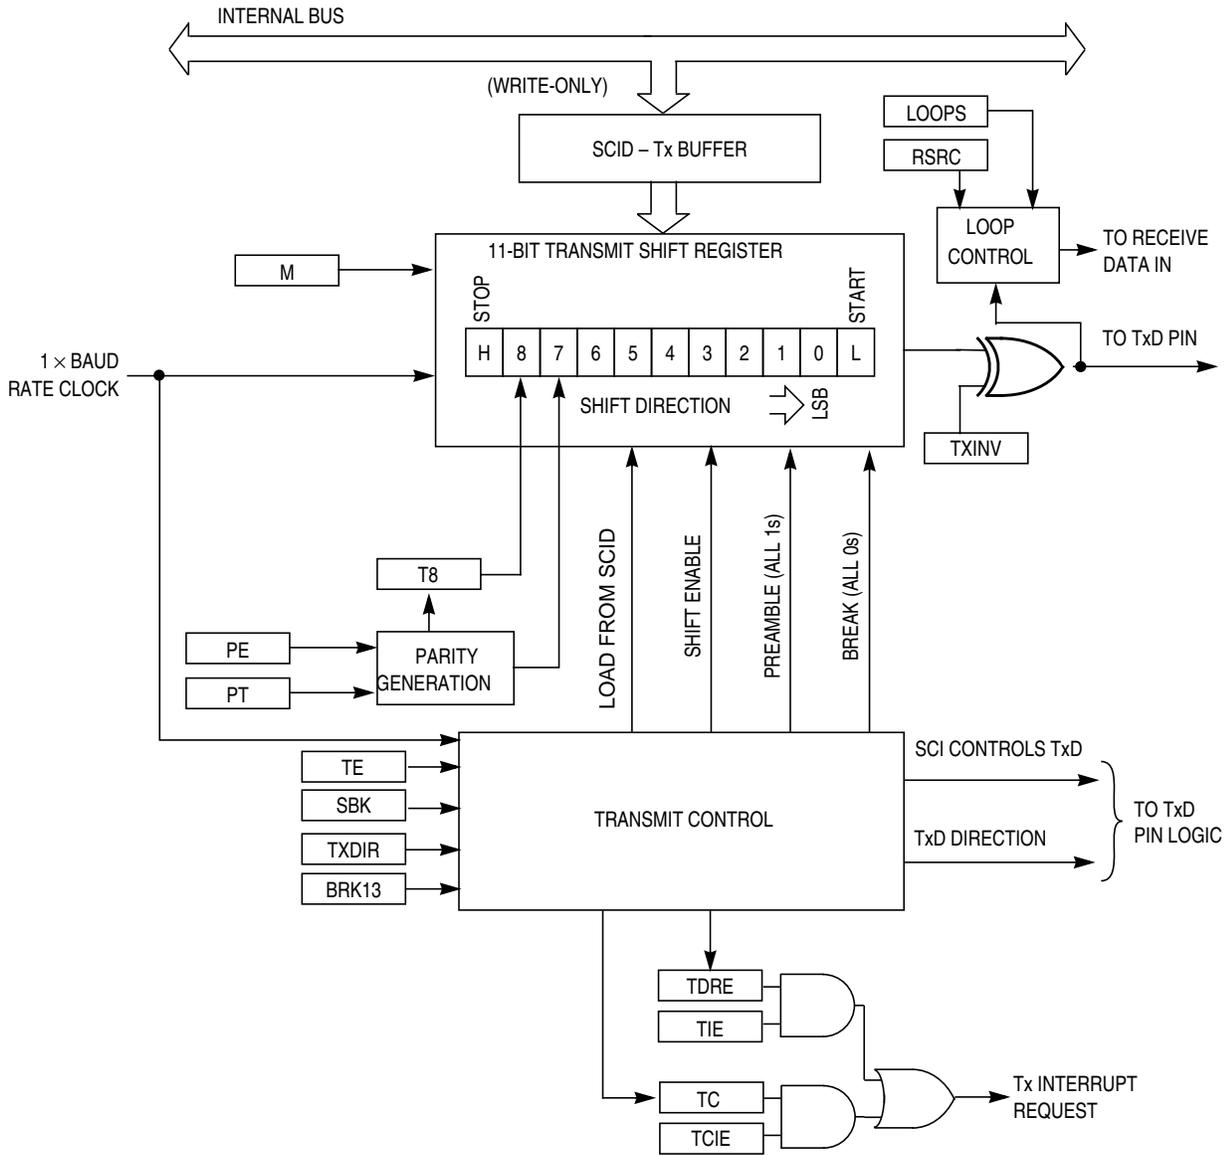 INTERNAL BUS
(WRITE-ONLY)
SCID – Tx BUFFER
LOOPS
RSRC
LOOP
CONTROL
TO RECEIVE
DATA IN
11-BIT TRANSMIT SHIFT REGISTER
M
STOP
START
H 8 7 6 5 4 3 2 1 0 L
1 × BAUD
RATE CLOCK
SHIFT DIRECTION
LSB
TO TxD PIN
TXINV
T8
PE
PT
PARITY
GENERATION
LOAD FROM SCID
SHIFT ENABLE
PREAMBLE (ALL 1s)
BREAK (ALL 0s)
TE
SBK
TXDIR
BRK13
TRANSMIT CONTROL
SCI CONTROLS TxD
TxD DIRECTION
TO TxD
PIN LOGIC
TDRE
TIE
TC
TCIE
Tx INTERRUPT
REQUEST